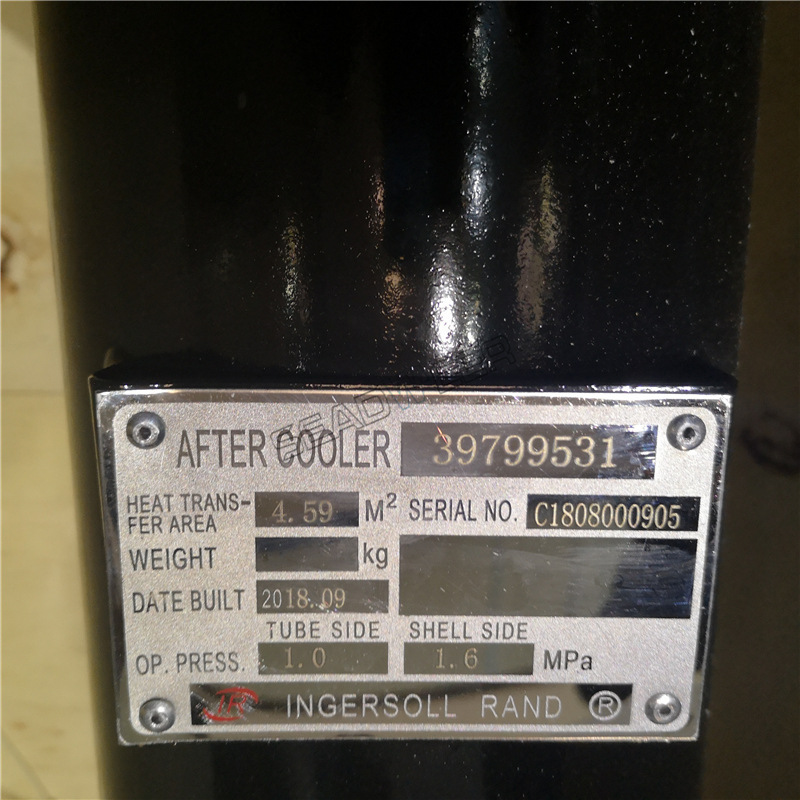 AFTER COOLER 39799531
HEAT TRANS-
FER AREA 4.59 M² SERIAL NO. C1808000905
WEIGHT kg
DATE BUILT 2018.09
TUBE SIDE SHELL SIDE
OP. PRESS. 1.0 1.6 MPa
IR INGERSOLL RAND ®